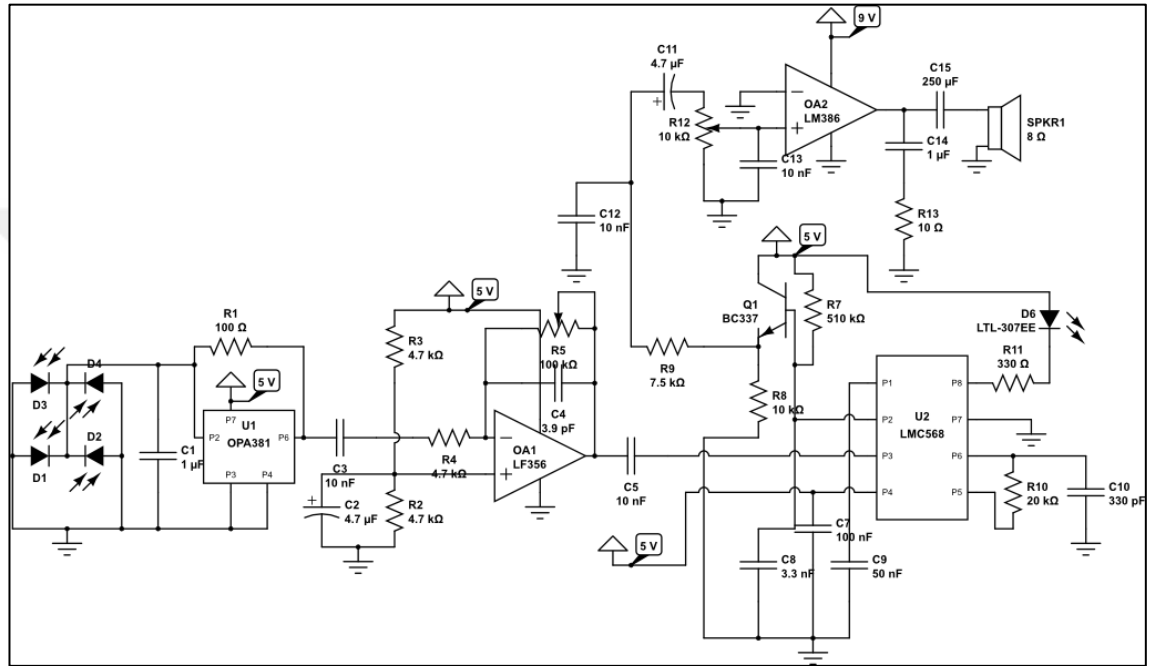 9 V
C11
4.7 µF
C15
250 µF
OA2
LM386
R12
10 kΩ
SPKR1
8 Ω
C14
1 µF
C13
10 nF
C12
10 nF
R13
10 Ω
5 V
5 V
Q1
BC337
R7
510 kΩ
D6
LTL-307EE
R1
100 Ω
R3
4.7 kΩ
R5
100 kΩ
R9
7.5 kΩ
R11
330 Ω
D4
5 V
D3
P7
U1
OPA381
P2
P6
P3
P4
D2
D1
C1
1 µF
C4
3.9 pF
R8
10 kΩ
P1
P8
U2
LMC568
P2
P7
P3
P6
P4
P5
C3
10 nF
R4
4.7 kΩ
OA1
LF356
C5
10 nF
R10
20 kΩ
C10
330 pF
C2
4.7 µF
R2
4.7 kΩ
C7
100 nF
5 V
C8
3.3 nF
C9
50 nF